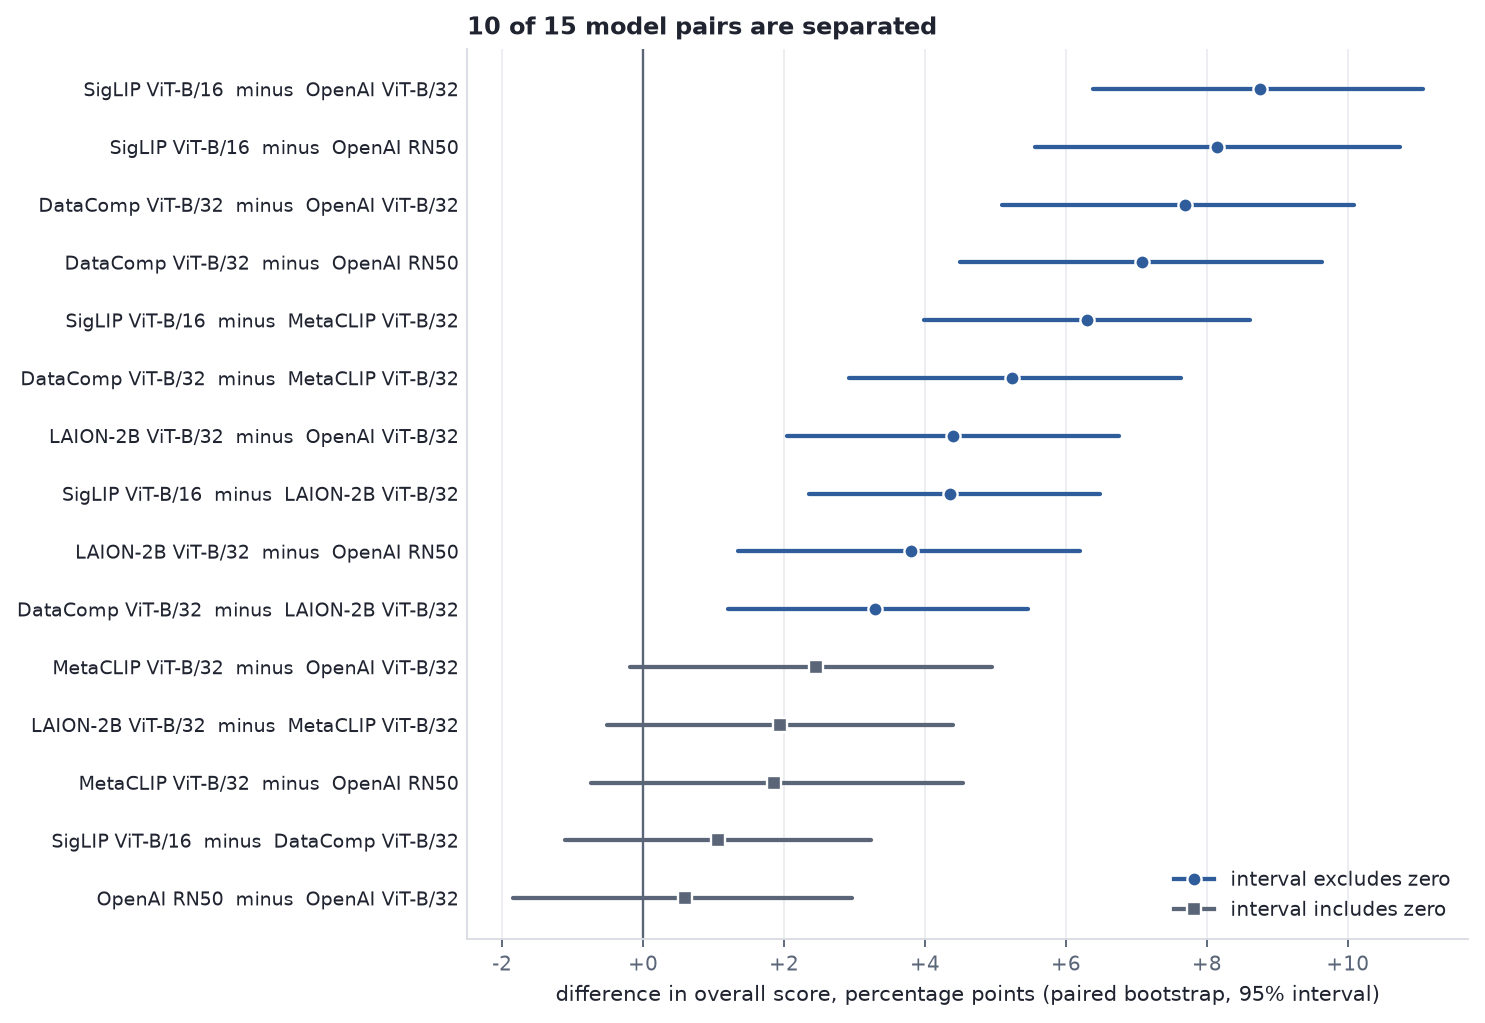 10 of 15 model pairs are separated
SigLIP ViT-B/16 minus OpenAI ViT-B/32
SigLIP ViT-B/16 minus OpenAI RN50
DataComp ViT-B/32 minus OpenAI ViT-B/32
DataComp ViT-B/32 minus OpenAI RN50
SigLIP ViT-B/16 minus MetaCLIP ViT-B/32
DataComp ViT-B/32 minus MetaCLIP ViT-B/32
LAION-2B ViT-B/32 minus OpenAI ViT-B/32
SigLIP ViT-B/16 minus LAION-2B ViT-B/32
LAION-2B ViT-B/32 minus OpenAI RN50
DataComp ViT-B/32 minus LAION-2B ViT-B/32
MetaCLIP ViT-B/32 minus OpenAI ViT-B/32
LAION-2B ViT-B/32 minus MetaCLIP ViT-B/32
MetaCLIP ViT-B/32 minus OpenAI RN50
SigLIP ViT-B/16 minus DataComp ViT-B/32
OpenAI RN50 minus OpenAI ViT-B/32
interval excludes zero
interval includes zero
-2 +0 +2 +4 +6 +8 +10
difference in overall score, percentage points (paired bootstrap, 95% interval)